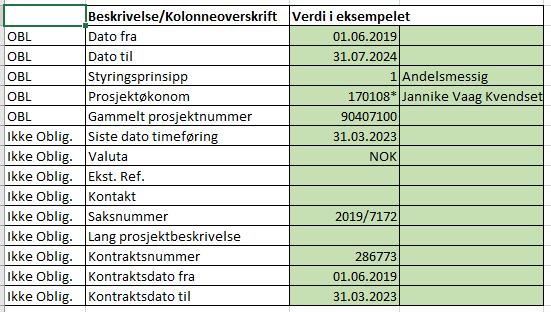 Beskrivelse/Kolonneoverskrift Verdi i eksempelet
OBL Dato fra 01.06.2019
OBL Dato til 31.07.2024
OBL Styringsprinsipp 1 Andelsmessig
OBL Prosjektøkonom 170108* Jannike Vaag Kvendset
OBL Gammelt prosjektnummer 90407100
Ikke Oblig. Siste dato timeføring 31.03.2023
Ikke Oblig. Valuta NOK
Ikke Oblig. Ekst. Ref.
Ikke Oblig. Kontakt
Ikke Oblig. Saksnummer 2019/7172
Ikke Oblig. Lang prosjektbeskrivelse
Ikke Oblig. Kontraktsnummer 286773
Ikke Oblig. Kontraktsdato fra 01.06.2019
Ikke Oblig. Kontraktsdato til 31.03.2023